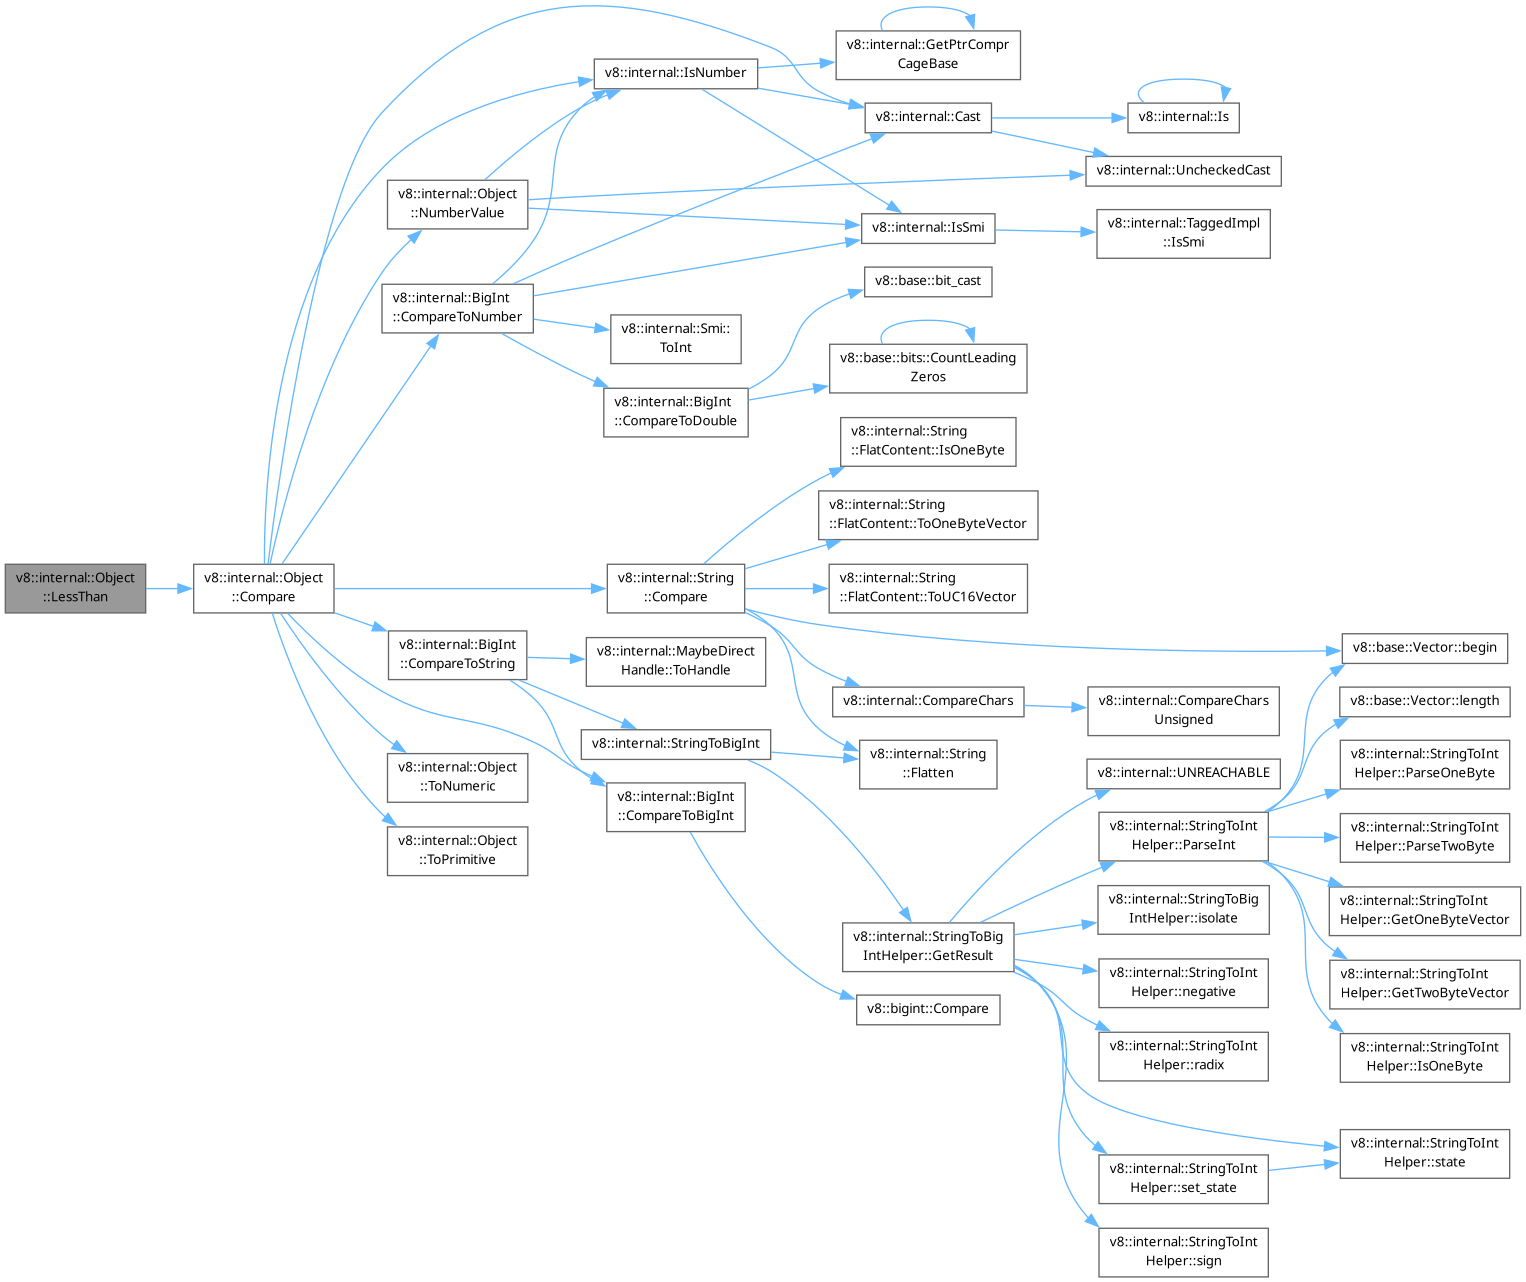 v8::internal::Object
::LessThan
v8::internal::Object
::Compare
v8::internal::Object
::NumberValue
v8::internal::BigInt
::CompareToNumber
v8::internal::BigInt
::CompareToString
v8::internal::Object
::ToNumeric
v8::internal::Object
::ToPrimitive
v8::internal::IsNumber
v8::internal::Smi::
ToInt
v8::internal::BigInt
::CompareToDouble
v8::internal::String
::Compare
v8::internal::MaybeDirect
Handle::ToHandle
v8::internal::StringToBigInt
v8::internal::BigInt
::CompareToBigInt
v8::internal::GetPtrCompr
CageBase
v8::internal::Cast
v8::internal::IsSmi
v8::base::bit_cast
v8::base::bits::CountLeading
Zeros
v8::internal::String
::FlatContent::IsOneByte
v8::internal::String
::FlatContent::ToOneByteVector
v8::internal::String
::FlatContent::ToUC16Vector
v8::internal::CompareChars
v8::internal::String
::Flatten
v8::internal::StringToBig
IntHelper::GetResult
v8::bigint::Compare
v8::internal::Is
v8::internal::UncheckedCast
v8::internal::TaggedImpl
::IsSmi
v8::internal::CompareChars
Unsigned
v8::internal::UNREACHABLE
v8::internal::StringToInt
Helper::ParseInt
v8::internal::StringToBig
IntHelper::isolate
v8::internal::StringToInt
Helper::negative
v8::internal::StringToInt
Helper::radix
v8::internal::StringToInt
Helper::set_state
v8::internal::StringToInt
Helper::sign
v8::base::Vector::begin
v8::base::Vector::length
v8::internal::StringToInt
Helper::ParseOneByte
v8::internal::StringToInt
Helper::ParseTwoByte
v8::internal::StringToInt
Helper::GetOneByteVector
v8::internal::StringToInt
Helper::GetTwoByteVector
v8::internal::StringToInt
Helper::IsOneByte
v8::internal::StringToInt
Helper::state